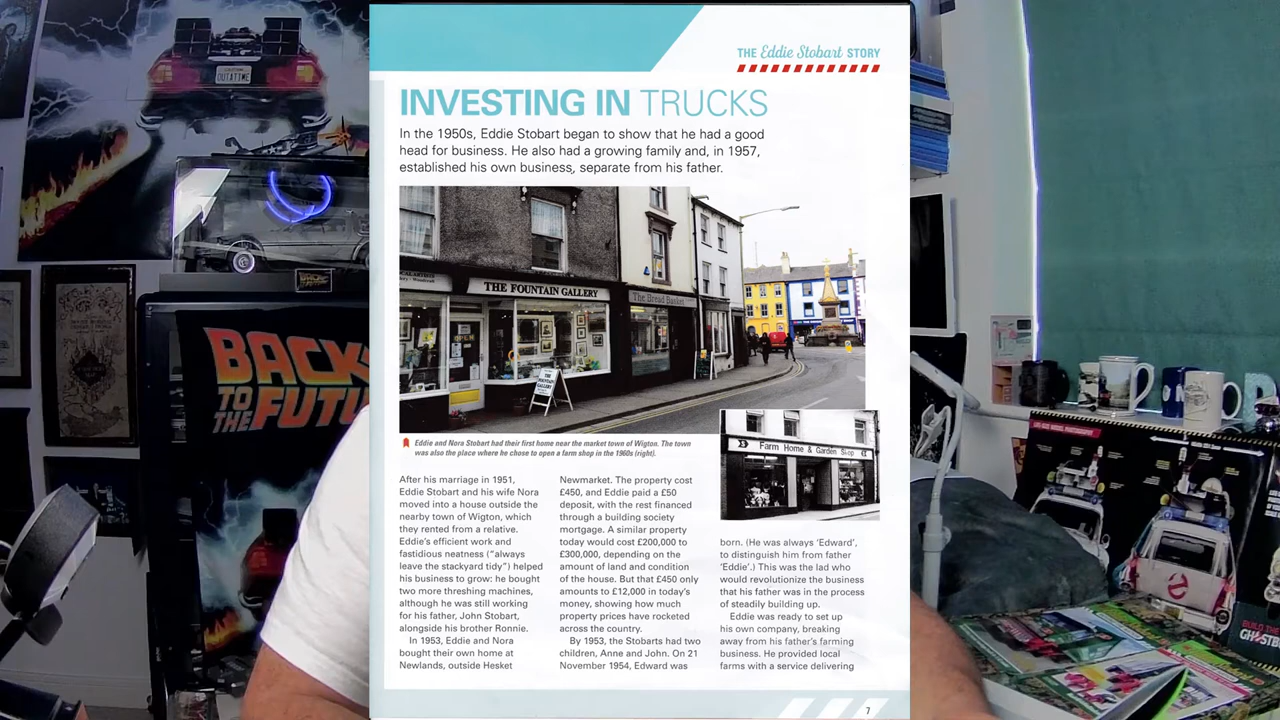 OUTATIME
BACK
TO
THE
FUTU
BACK
FUTURE
THE Eddie Stobart STORY
INVESTING IN TRUCKS
In the 1950s, Eddie Stobart began to show that he had a good
head for business. He also had a growing family and, in 1957,
established his own business, separate from his father.
THE FOUNTAIN GALLERY
The Bread Basket
OPEN
THE
FOUNTAIN
GALLERY
Farm Home & Garden Shop
Eddie and Nora Stobart had their first home near the market town of Wigton. The town
was also the place where he chose to open a farm shop in the 1960s (right).
After his marriage in 1951,
Eddie Stobart and his wife Nora
moved into a house outside the
nearby town of Wigton, which
they rented from a relative.
Eddie's efficient work and
fastidious neatness (“always
leave the stackyard tidy”) helped
his business to grow: he bought
two more threshing machines,
although he was still working
for his father, John Stobart,
alongside his brother Ronnie.
In 1953, Eddie and Nora
bought their own home at
Newlands, outside Hesket
Newmarket. The property cost
£450, and Eddie paid a £50
deposit, with the rest financed
through a building society
mortgage. A similar property
today would cost £200,000 to
£300,000, depending on the
amount of land and condition
of the house. But that £450 only
amounts to £12,000 in today's
money, showing how much
property prices have rocketed
across the country.
By 1953, the Stobarts had two
children, Anne and John. On 21
November 1954, Edward was
born. (He was always ‘Edward’,
to distinguish him from father
‘Eddie’.) This was the lad who
would revolutionize the business
that his father was in the process
of steadily building up.
Eddie was ready to set up
his own company, breaking
away from his father's farming
business. He provided local
farms with a service delivering
7
BUILD THE